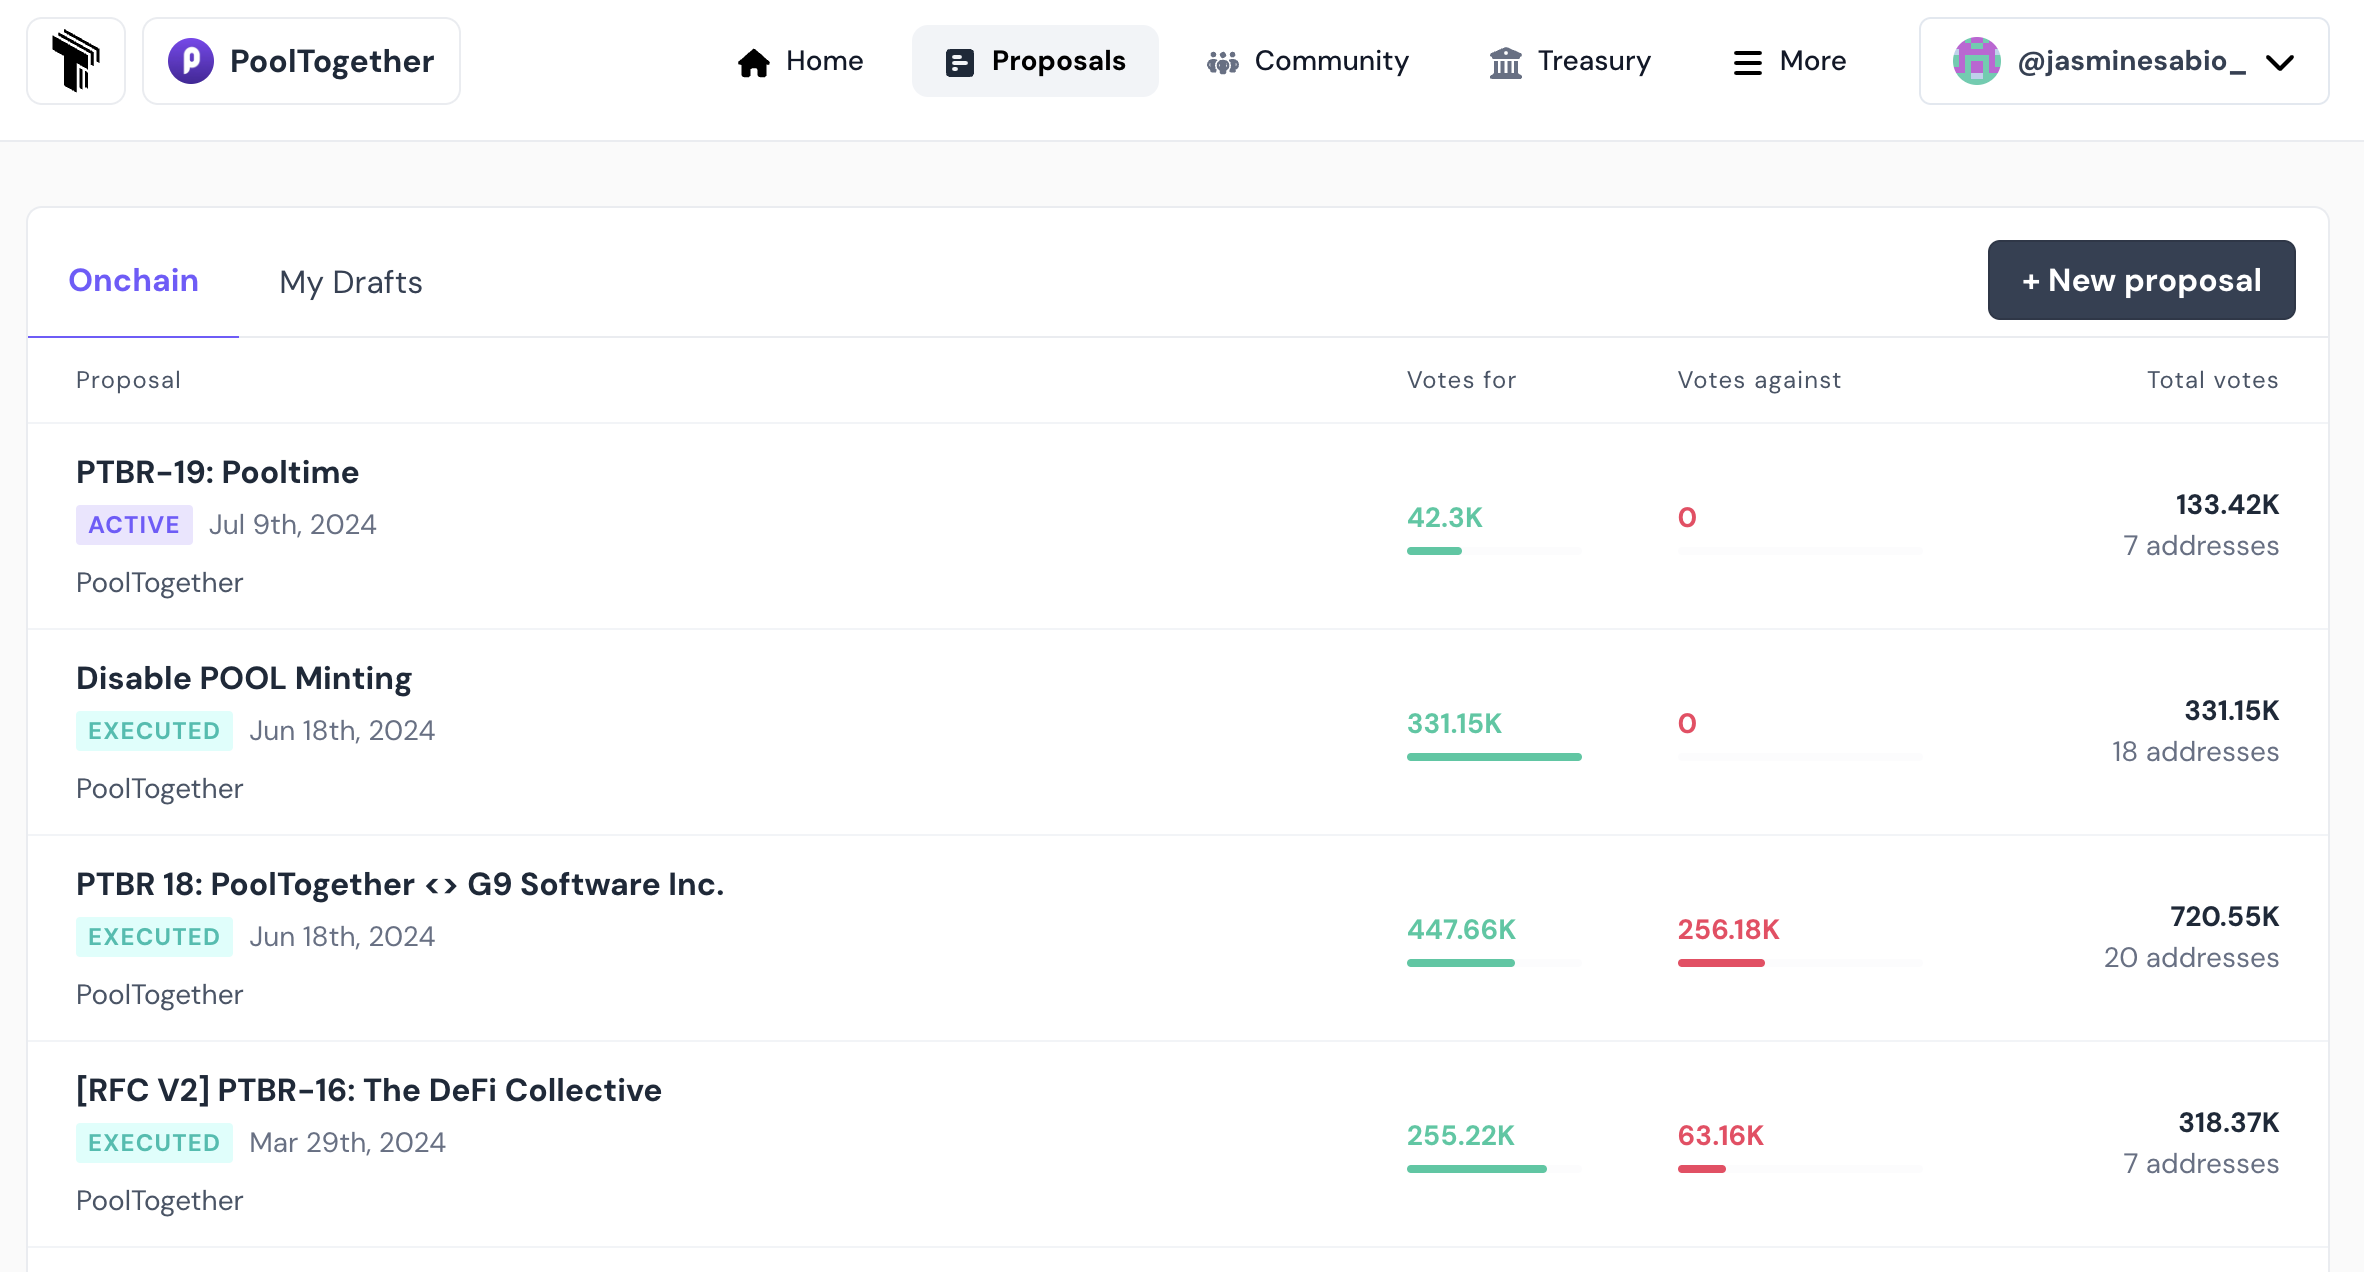 PoolTogether
Home
Proposals
Community
Treasury
More
@jasminesabio_
Onchain
My Drafts
+ New proposal
Proposal
Votes for
Votes against
Total votes
PTBR-19: Pooltime
ACTIVE Jul 9th, 2024
PoolTogether
42.3K
0
133.42K
7 addresses
Disable POOL Minting
EXECUTED Jun 18th, 2024
PoolTogether
331.15K
0
331.15K
18 addresses
PTBR 18: PoolTogether <> G9 Software Inc.
EXECUTED Jun 18th, 2024
PoolTogether
447.66K
256.18K
720.55K
20 addresses
[RFC V2] PTBR-16: The DeFi Collective
EXECUTED Mar 29th, 2024
PoolTogether
255.22K
63.16K
318.37K
7 addresses